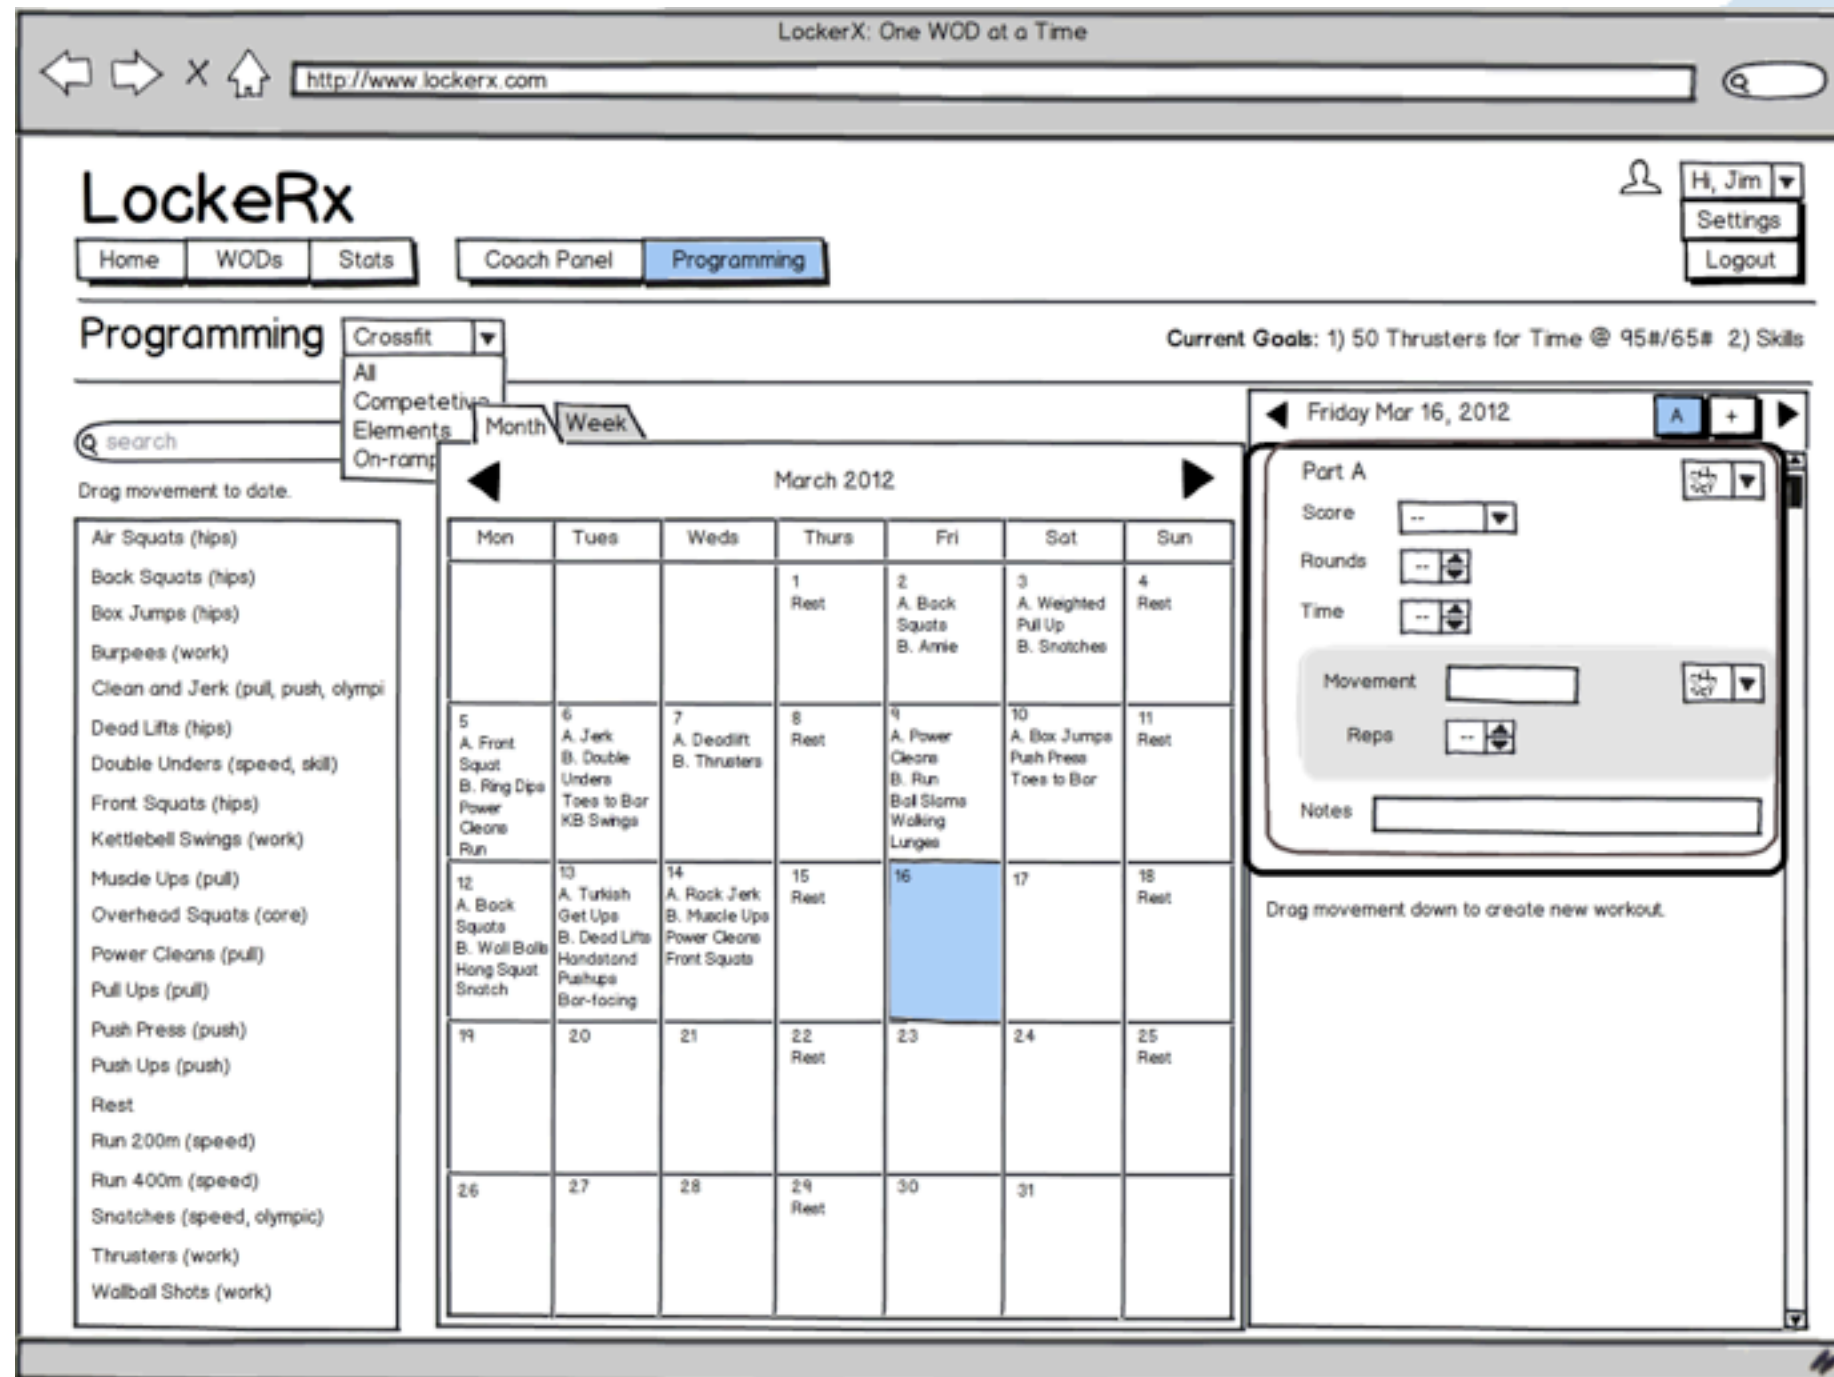 LockerX: One WOD at a Time
http://www.lockerx.com
LockeRx
Hi, Jim
Settings
Logout
Home WODs Stats Coach Panel Programming
Programming
Crossfit
All
Competetive
Elements
On-ramp
Current Goals: 1) 50 Thrusters for Time @ 95#/65# 2) Skills
search
Drag movement to date.
Air Squats (hips)
Back Squats (hips)
Box Jumps (hips)
Burpees (work)
Clean and Jerk (pull, push, olympi
Dead Lifts (hips)
Double Unders (speed, skill)
Front Squats (hips)
Kettlebell Swings (work)
Muscle Ups (pull)
Overhead Squats (core)
Power Cleans (pull)
Pull Ups (pull)
Push Press (push)
Push Ups (push)
Rest
Run 200m (speed)
Run 400m (speed)
Snatches (speed, olympic)
Thrusters (work)
Wallball Shots (work)
Month Week
March 2012
Mon Tues Weds Thurs Fri Sat Sun
1
Rest
2
A. Back
Squats
B. Amie
3
A. Weighted
Pull Up
B. Snatches
4
Rest
5
A. Front
Squat
B. Ring Dips
Power
Cleans
Run
6
A. Jerk
B. Double
Unders
Toes to Bar
KB Swings
7
A. Deadlift
B. Thrusters
8
Rest
9
A. Power
Cleans
B. Run
Ball Slams
Walking
Lunges
10
A. Box Jumps
Push Press
Toes to Bar
11
Rest
12
A. Back
Squats
B. Wall Balls
Hang Squat
Snatch
13
A. Turkish
Get Ups
B. Dead Lifts
Handstand
Pushups
Bar-facing
14
A. Rack Jerk
B. Muscle Ups
Power Cleans
Front Squats
15
Rest
16
17
18
Rest
19
20
21
22
Rest
23
24
25
Rest
26
27
28
29
Rest
30
31
Friday Mar 16, 2012
A +
Part A
Score --
Rounds --
Time --
Movement
Reps --
Notes
Drag movement down to create new workout.